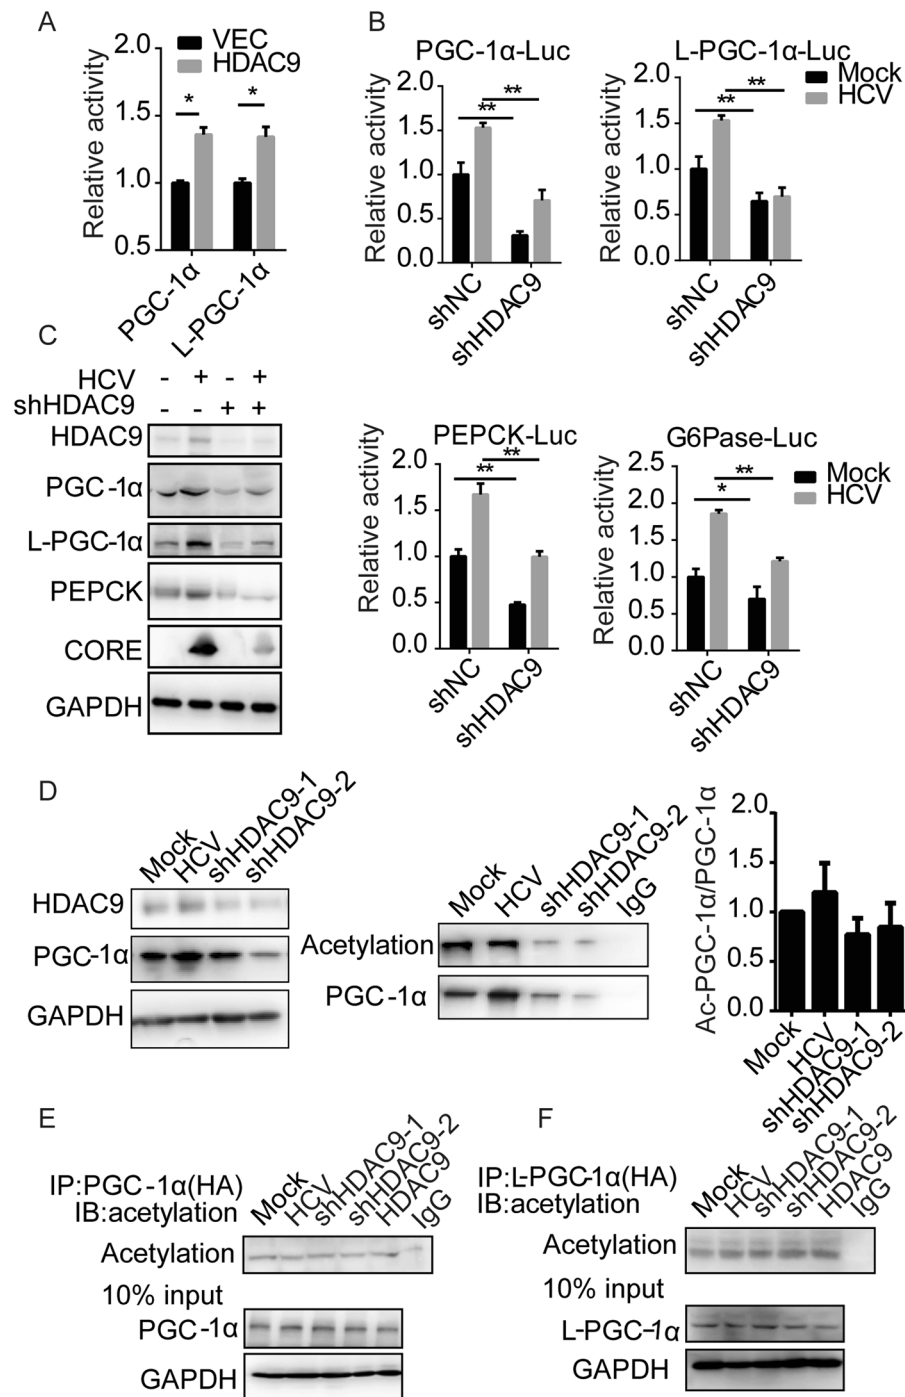 A
2.0
1.5
1.0
0.5
Relative activity
VEC
HDAC9
*
*
PGC-1α
L-PGC-1α
B
PGC-1α-Luc
2.0
1.5
1.0
0.5
0.0
Relative activity
**
**
shNC
shHDAC9
L-PGC-1α-Luc
2.0
1.5
1.0
0.5
0.0
Relative activity
**
**
Mock
HCV
shNC
shHDAC9
PEPCK-Luc
2.0
1.5
1.0
0.5
0.0
Relative activity
**
**
shNC
shHDAC9
G6Pase-Luc
2.5
2.0
1.5
1.0
0.5
0.0
Relative activity
*
**
Mock
HCV
shNC
shHDAC9
C
HCV - + - +
shHDAC9 - - + +
HDAC9
PGC-1α
L-PGC-1α
PEPCK
CORE
GAPDH
D
Mock
HCV
shHDAC9-1
shHDAC9-2
HDAC9
PGC-1α
GAPDH
Mock
HCV
shHDAC9-1
shHDAC9-2
IgG
Acetylation
PGC-1α
Ac-PGC-1α/PGC-1α
2.0
1.5
1.0
0.5
0.0
Mock
HCV
shHDAC9-1
shHDAC9-2
E
IP:PGC-1α(HA)
IB:acetylation
Mock
HCV
shHDAC9-1
shHDAC9-2
HDAC9
IgG
Acetylation
10% input
PGC-1α
GAPDH
F
IP:L-PGC-1α(HA)
IB:acetylation
Mock
HCV
shHDAC9-1
shHDAC9-2
HDAC9
IgG
Acetylation
10% input
L-PGC-1α
GAPDH